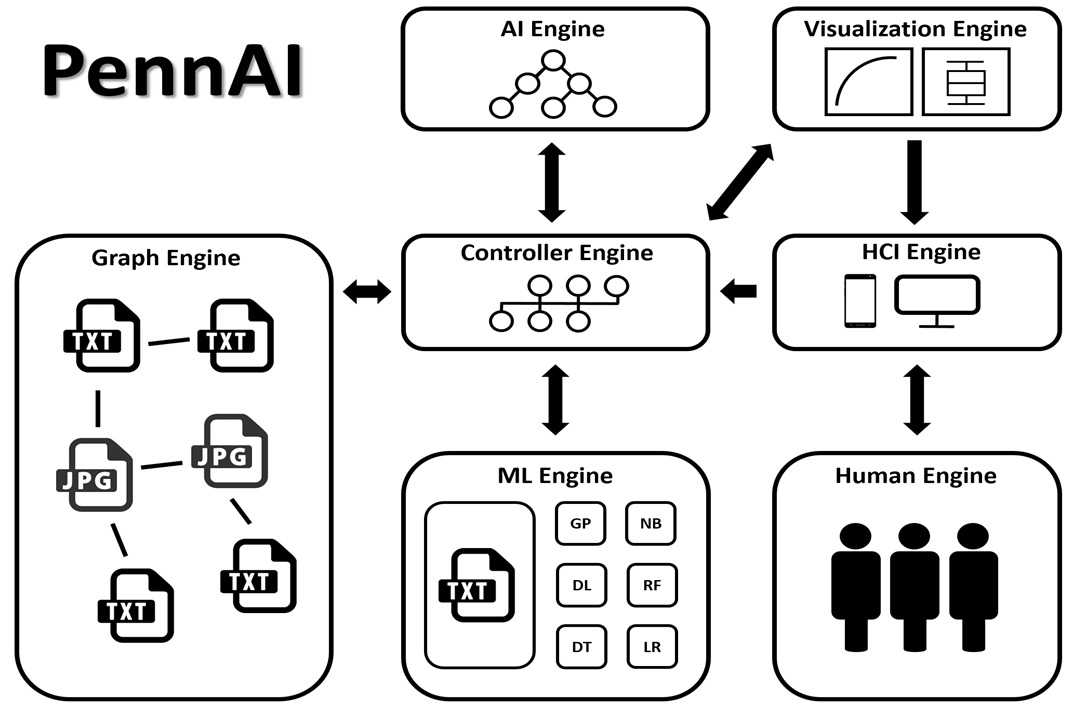 PennAI
AI Engine
Visualization Engine
Graph Engine
TXT
TXT
JPG
JPG
TXT
TXT
Controller Engine
HCI Engine
ML Engine
TXT
GP
NB
DL
RF
DT
LR
Human Engine